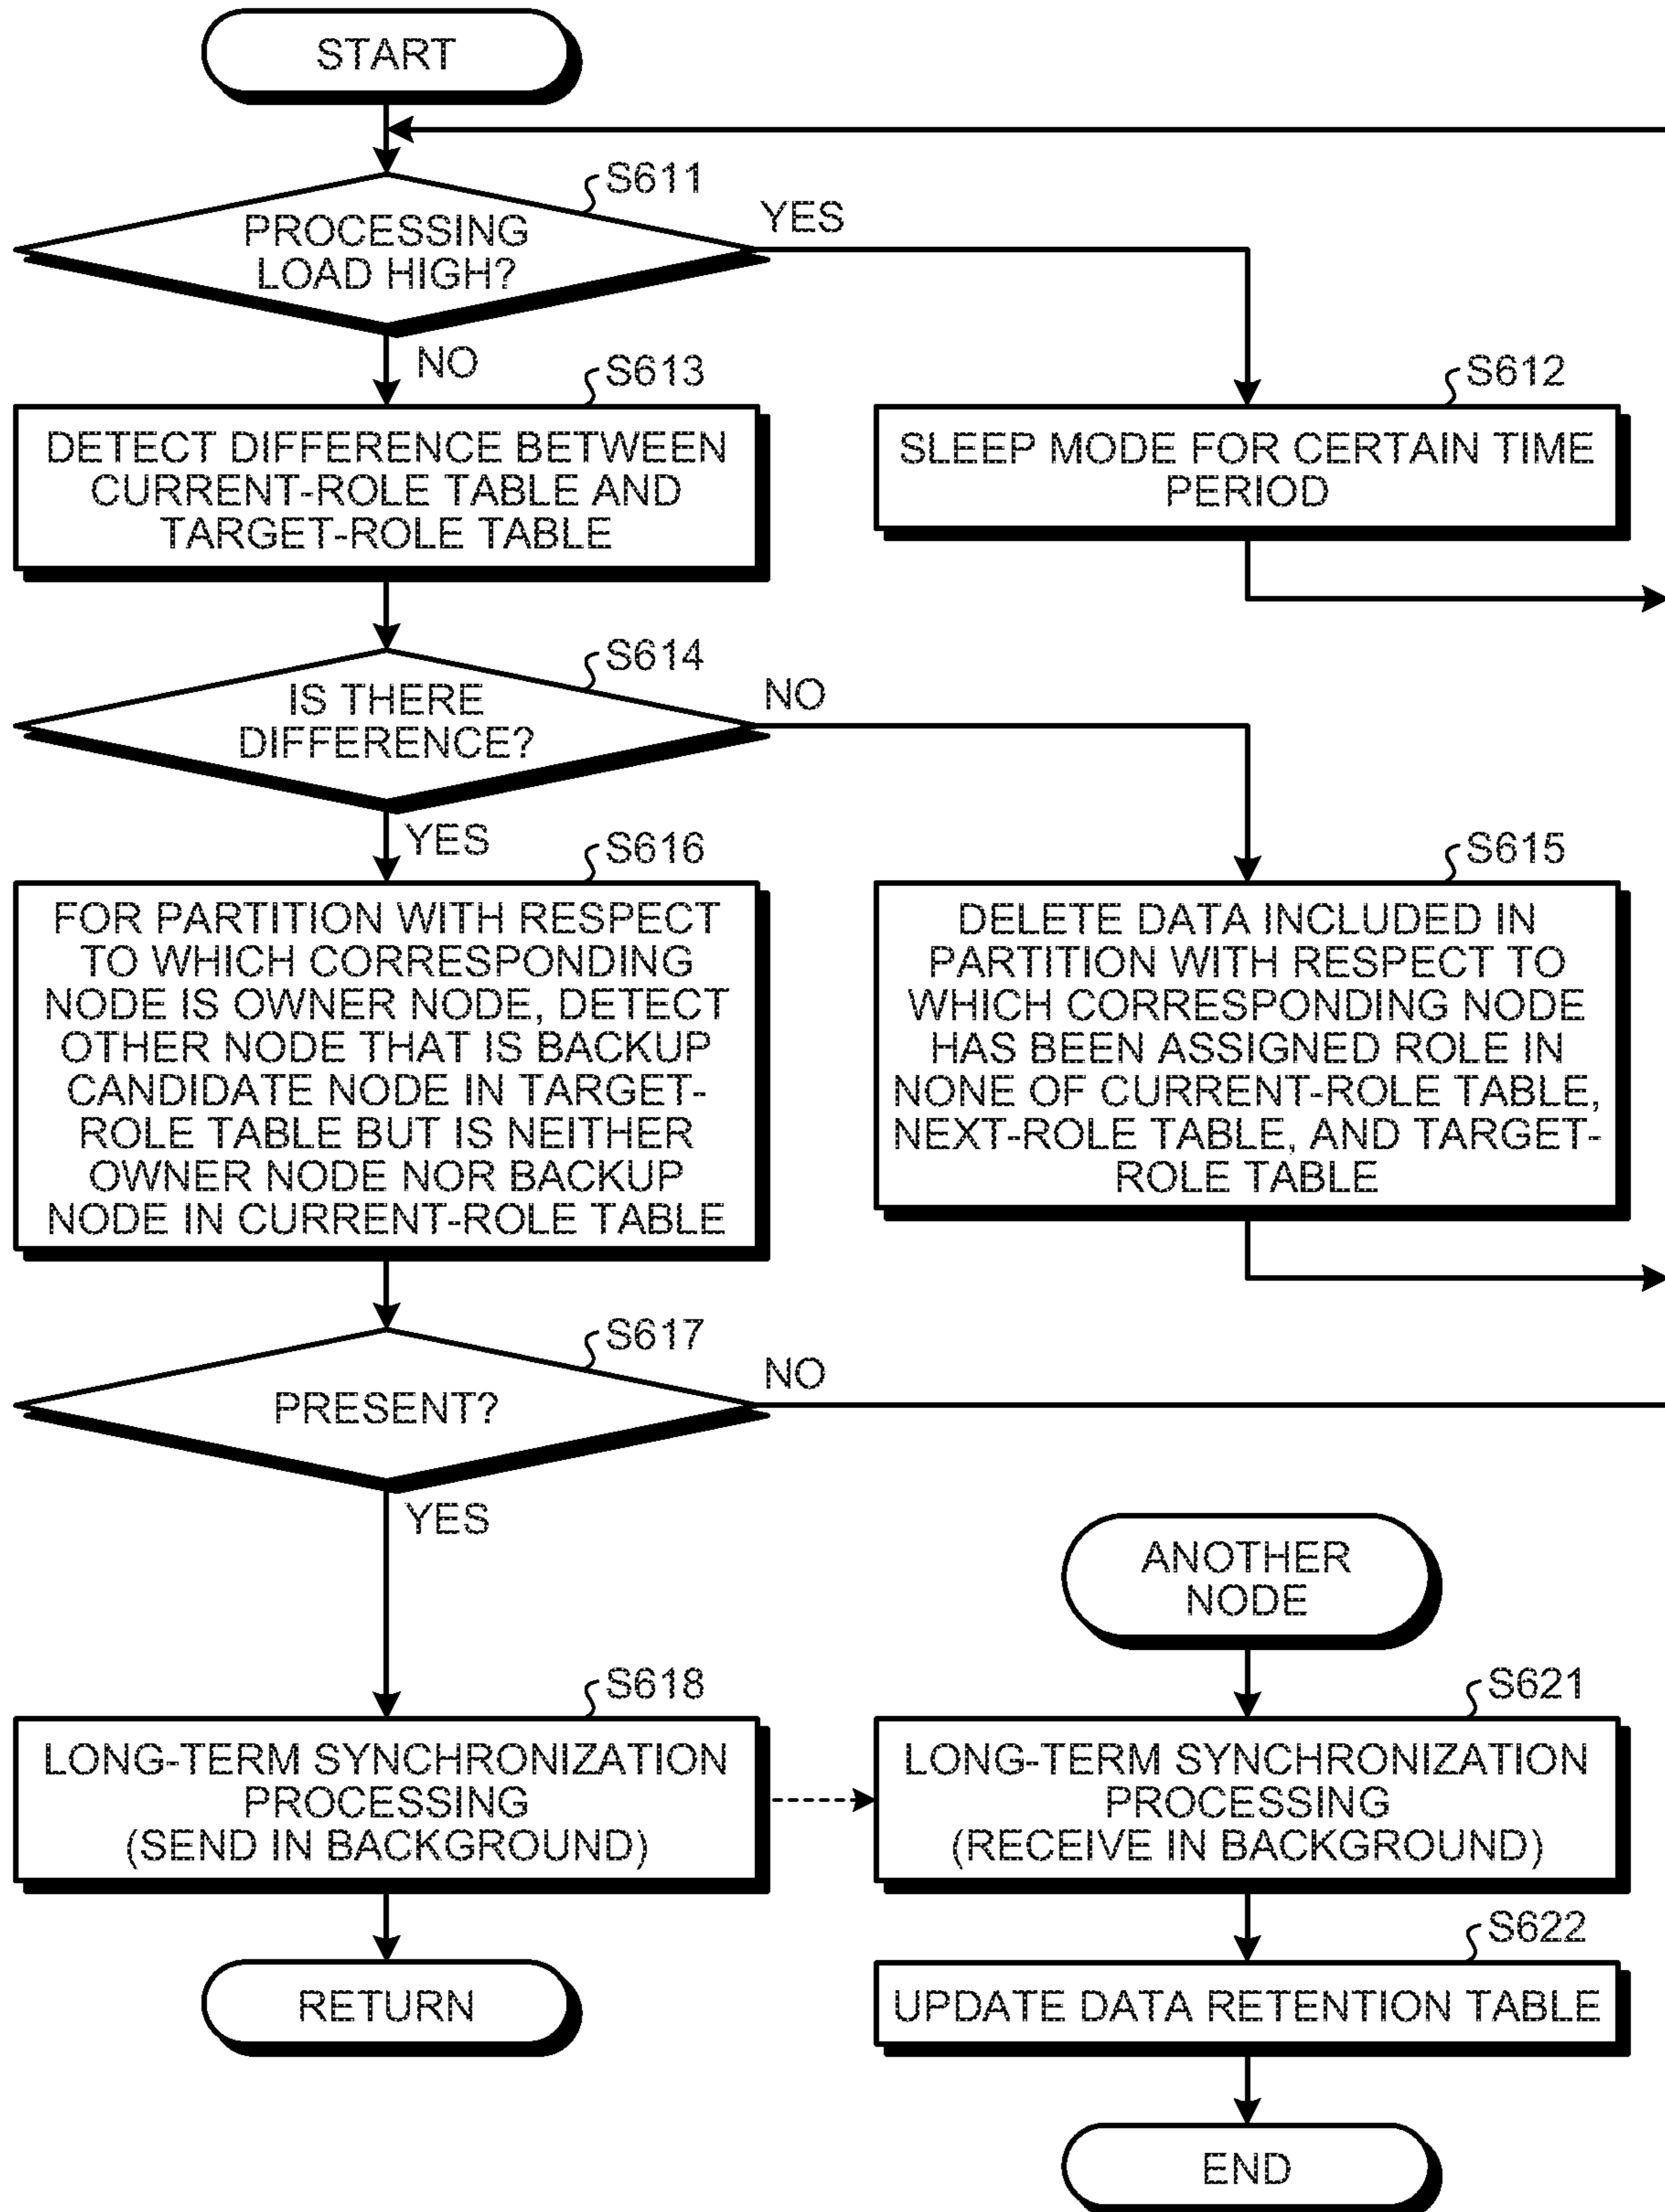 START
S611
PROCESSING
LOAD HIGH?
YES
NO
S613
DETECT DIFFERENCE BETWEEN
CURRENT-ROLE TABLE AND
TARGET-ROLE TABLE
S612
SLEEP MODE FOR CERTAIN TIME
PERIOD
S614
IS THERE
DIFFERENCE?
NO
YES
S616
FOR PARTITION WITH RESPECT
TO WHICH CORRESPONDING
NODE IS OWNER NODE, DETECT
OTHER NODE THAT IS BACKUP
CANDIDATE NODE IN TARGET-
ROLE TABLE BUT IS NEITHER
OWNER NODE NOR BACKUP
NODE IN CURRENT-ROLE TABLE
S615
DELETE DATA INCLUDED IN
PARTITION WITH RESPECT TO
WHICH CORRESPONDING NODE
HAS BEEN ASSIGNED ROLE IN
NONE OF CURRENT-ROLE TABLE,
NEXT-ROLE TABLE, AND TARGET-
ROLE TABLE
S617
PRESENT?
NO
YES
ANOTHER
NODE
S618
LONG-TERM SYNCHRONIZATION
PROCESSING
(SEND IN BACKGROUND)
S621
LONG-TERM SYNCHRONIZATION
PROCESSING
(RECEIVE IN BACKGROUND)
RETURN
S622
UPDATE DATA RETENTION TABLE
END